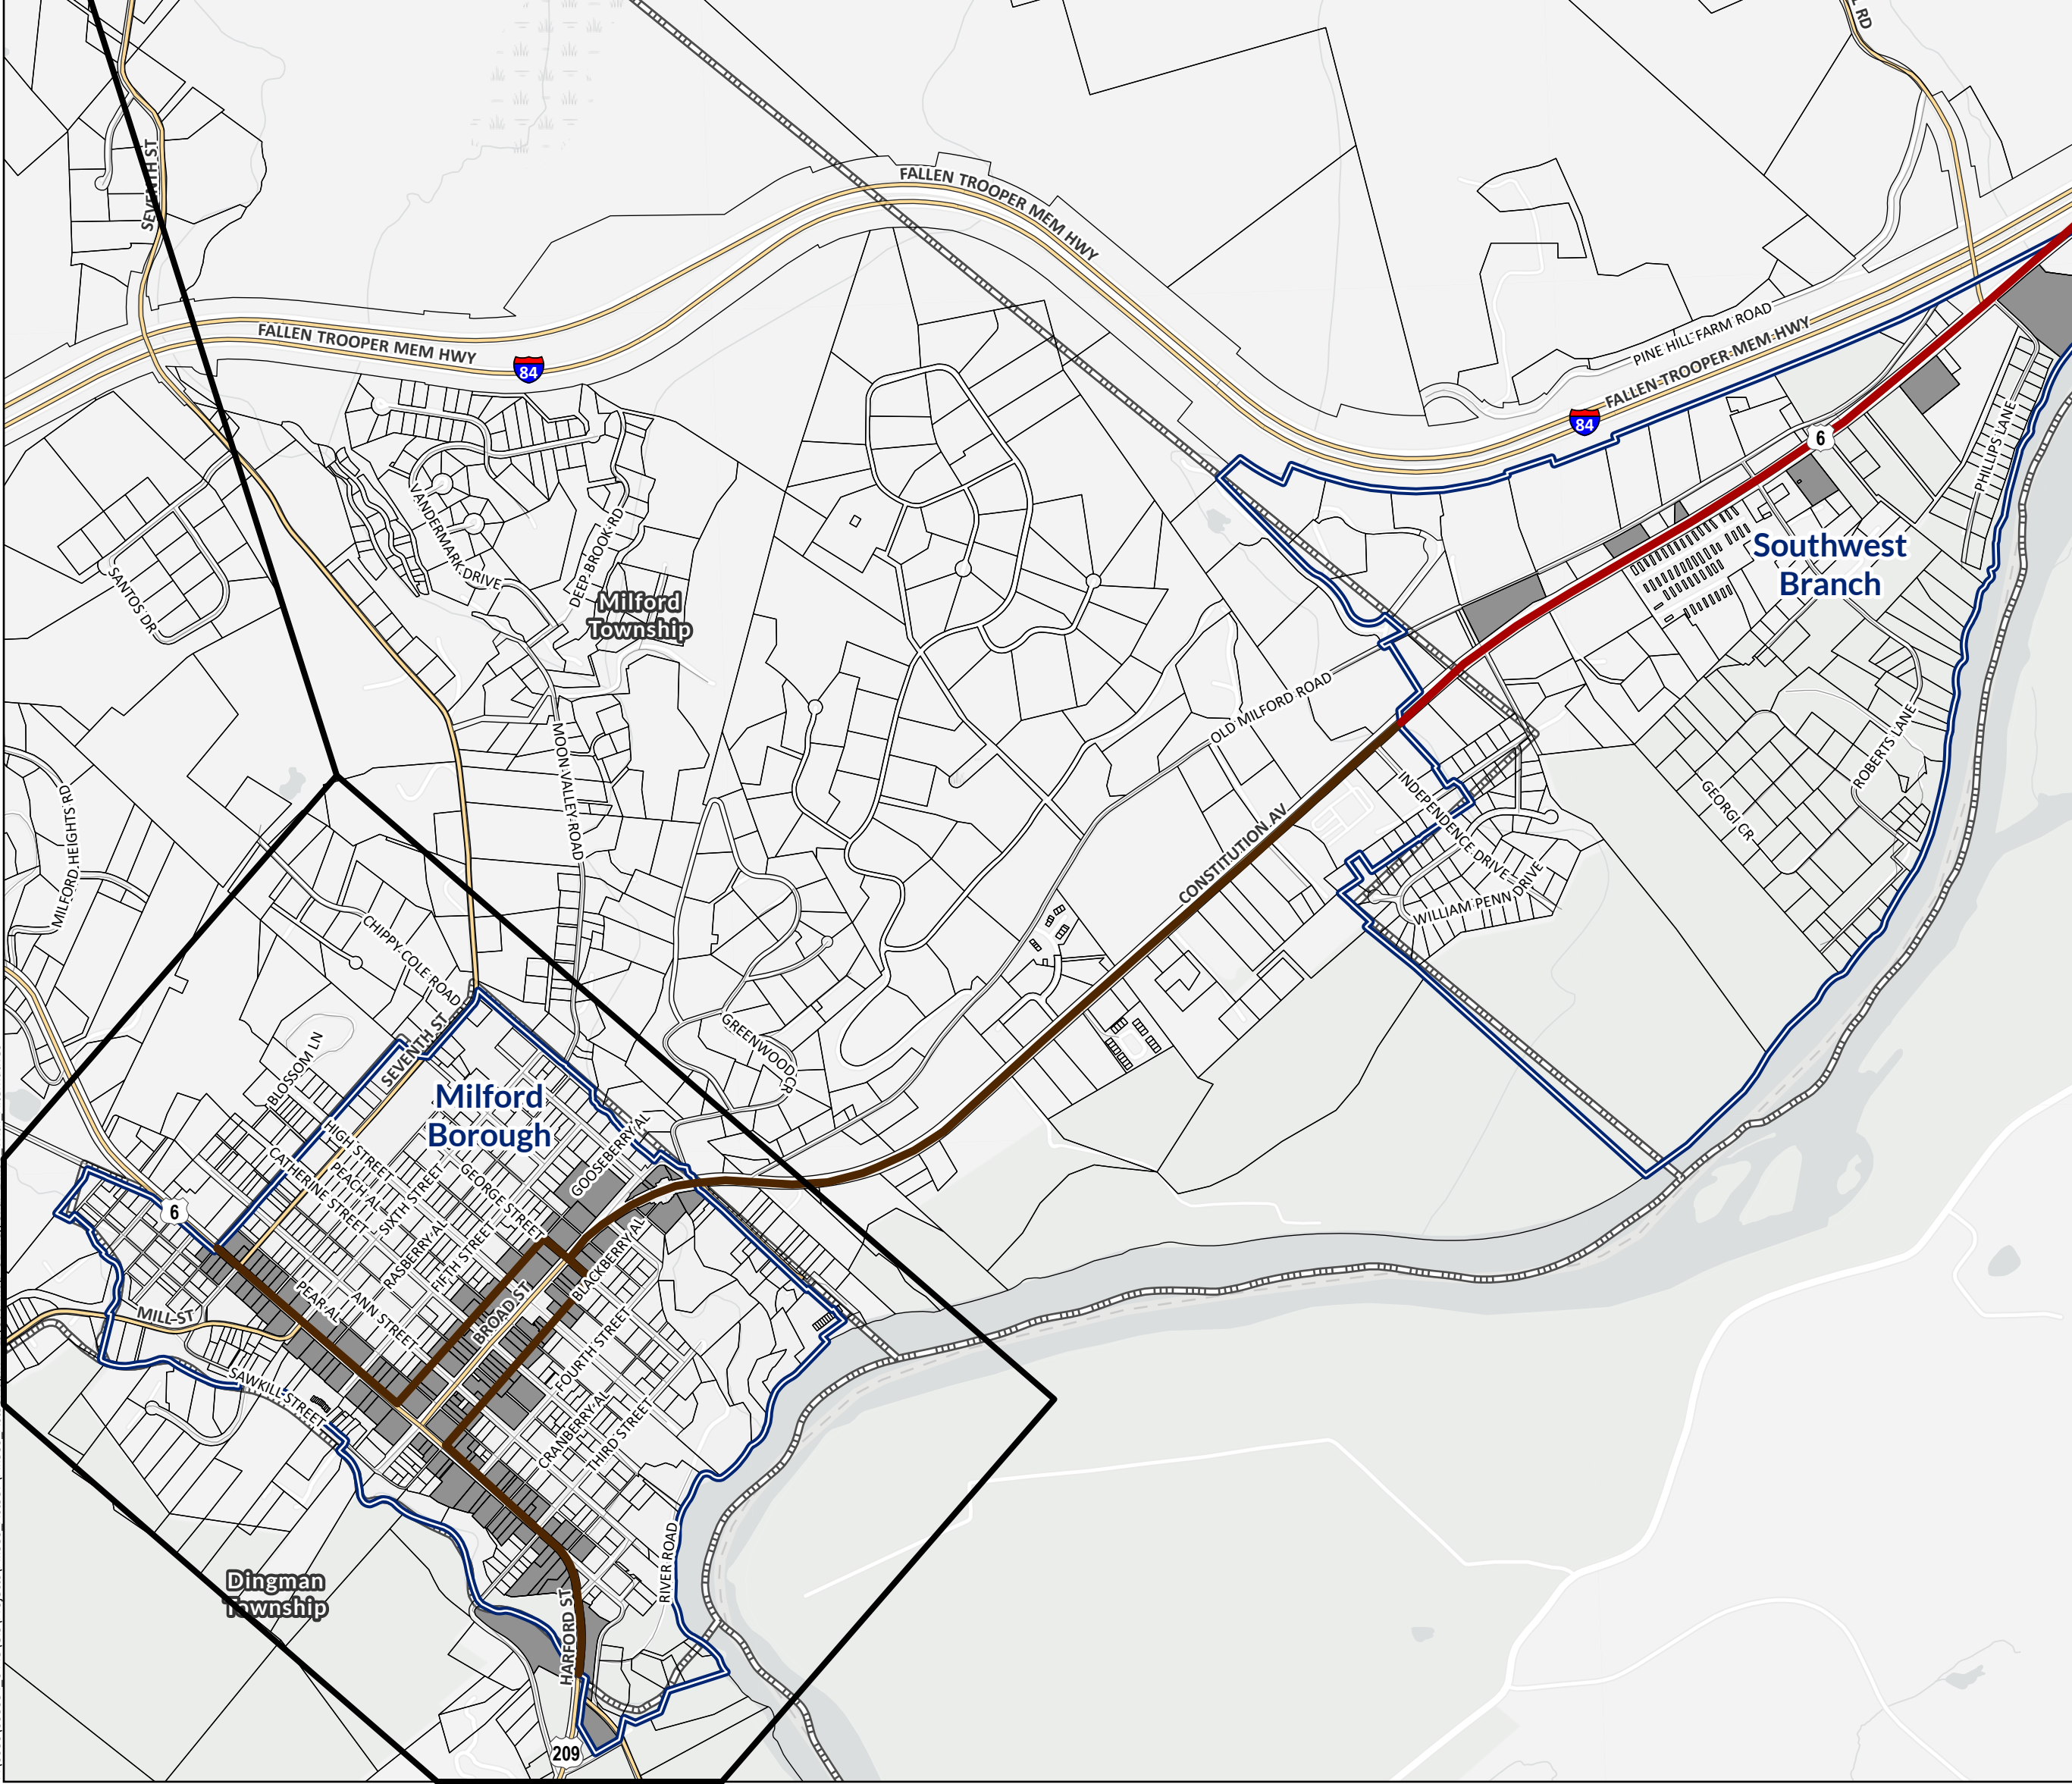 L RD
SEVENTH ST
FALLEN TROOPER MEM HWY
FALLEN TROOPER MEM HWY
84
PINE HILL FARM ROAD
FALLEN TROOPER MEM HWY
84
6
PHILLIPS LANE
VANDERMARK DRIVE
DEEP BROOK RD
SANTOS DR
Milford
Township
Southwest
Branch
OLD MILFORD ROAD
MOON VALLEY ROAD
ROBERTS LANE
GEORGI CR
INDEPENDENCE DRIVE
WILLIAM PENN DRIVE
CONSTITUTION AV
MILFORD HEIGHTS RD
CHIPPY COLE ROAD
GREENWOOD CR
SEVENTH ST
BLOSSOM LN
Milford
Borough
HIGH STREET
GOOSEBERRY AL
CATHERINE STREET
PEACH AL
SIXTH STREET
GEORGE STREET
6
RASBERRY AL
FIFTH STREET
BLACKBERRY AL
PEAR AL
ANN STREET
BROAD ST
MILL ST
FOURTH STREET
SAWKILL STREET
CRANBERRY AL
THIRD STREET
RIVER ROAD
Dingman
Township
HARFORD ST
209